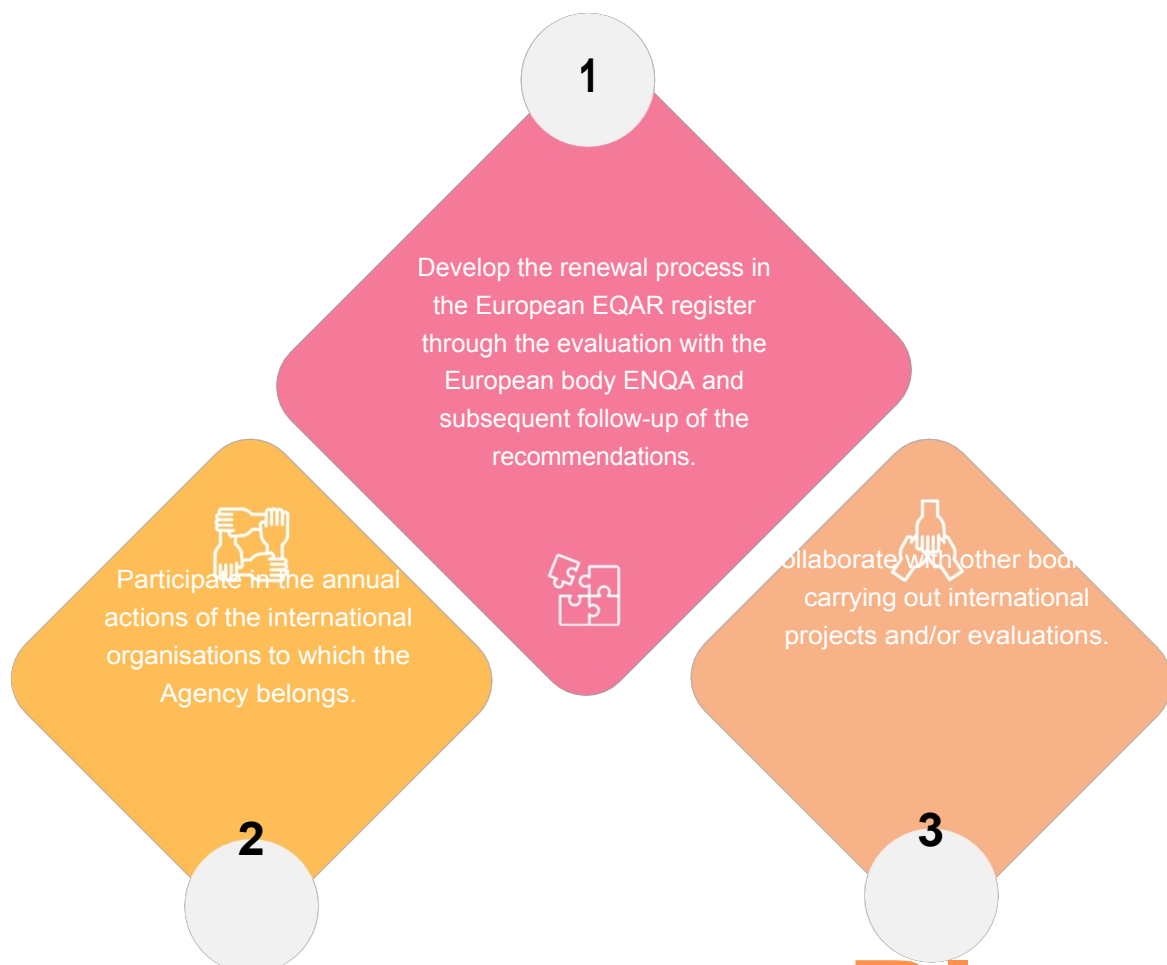 1
Develop the renewal process in
the European EQAR register
through the evaluation with the
European body ENQA and
subsequent follow-up of the
recommendations.
Participate in the annual
actions of the international
organisations to which the
Agency belongs.
2
ollaborate with other bod
carrying out international
projects and/or evaluations.
3